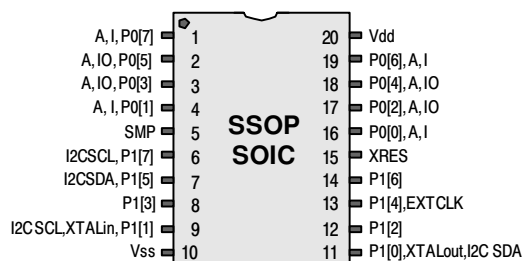 A, I, P0[7] 1 20 Vdd
A, IO, P0[5] 2 19 P0[6], A, I
A, IO, P0[3] 3 18 P0[4], A, IO
A, I, P0[1] 4 17 P0[2], A, IO
SMP 5 SSOP 16 P0[0], A, I
I2CSCL, P1[7] 6 SOIC 15 XRES
I2CSDA, P1[5] 7 14 P1[6]
P1[3] 8 13 P1[4], EXTCLK
I2C SCL, XTALin, P1[1] 9 12 P1[2]
Vss 10 11 P1[0], XTALout, I2C SDA